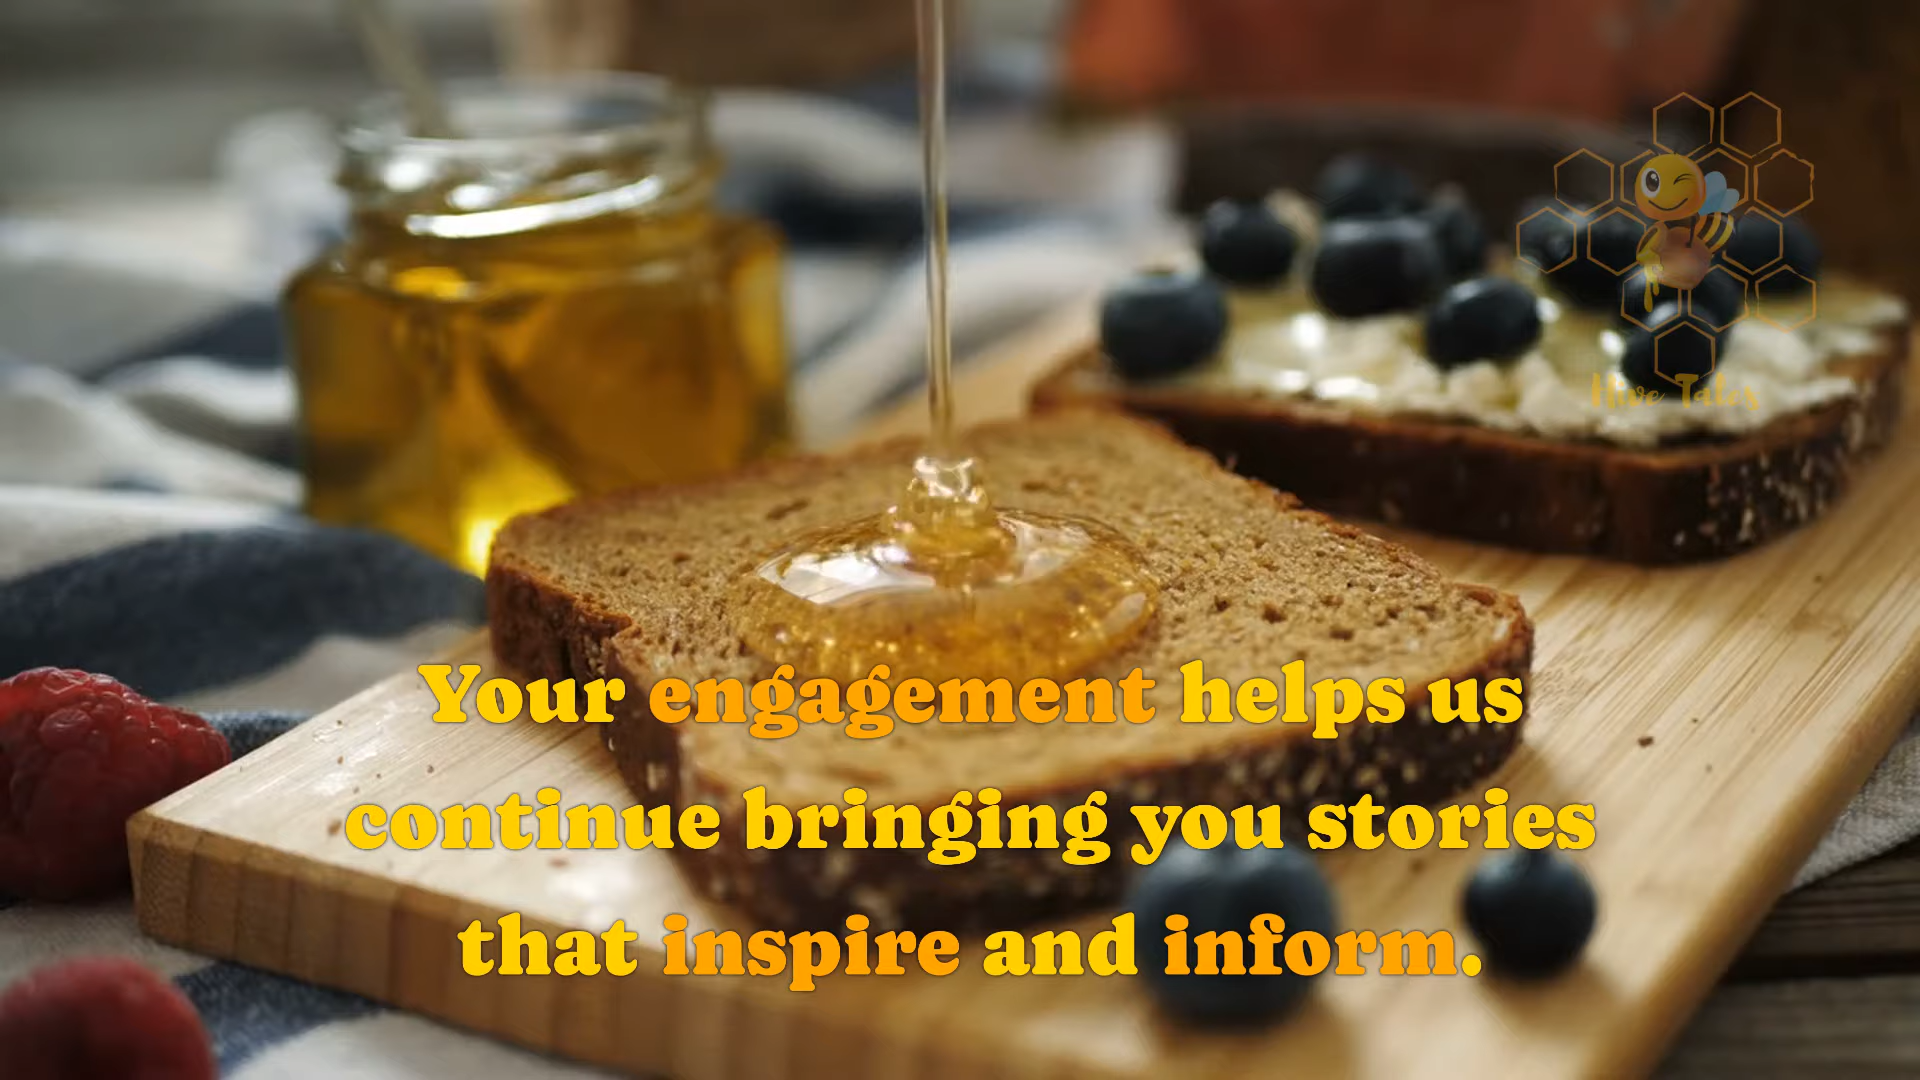 Hive Tales
Your engagement helps us
continue bringing you stories
that inspire and inform.